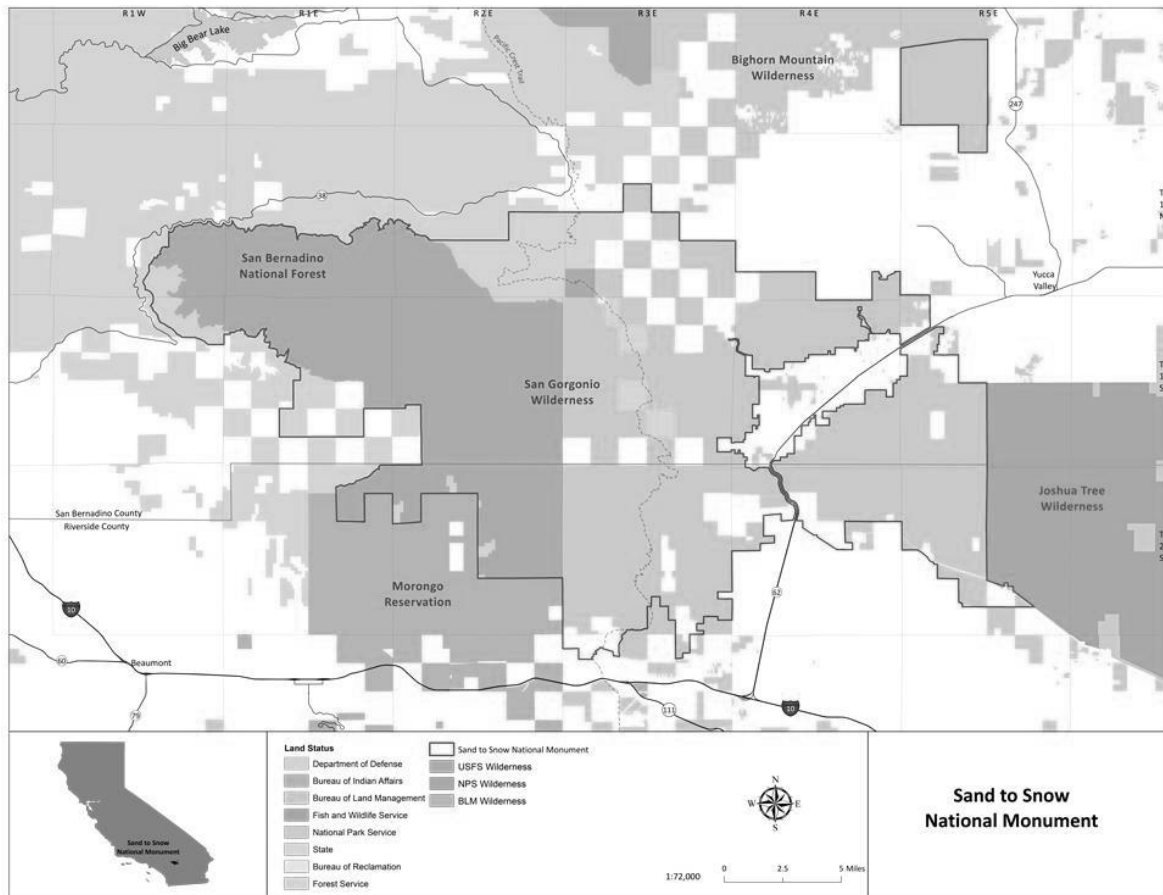 R1W
R1E
R2E
R3E
R4E
R5E
Big Bear Lake
Pacific Crest Trail
Bighorn Mountain
Wilderness
247
38
T
1
N
San Bernadino
National Forest
Yucca
Valley
San Gorgonio
Wilderness
T
1
S
Joshua Tree
Wilderness
San Bernadino County
Riverside County
T
2
S
Morongo
Reservation
62
10
60
Beaumont
79
111
10
Sand to Snow
National Monument
Land Status
Department of Defense
Bureau of Indian Affairs
Bureau of Land Management
Fish and Wildlife Service
National Park Service
State
Bureau of Reclamation
Forest Service
Sand to Snow National Monument
USFS Wilderness
NPS Wilderness
BLM Wilderness
N
W
E
S
1:72,000
0 2.5 5 Miles
Sand to Snow
National Monument